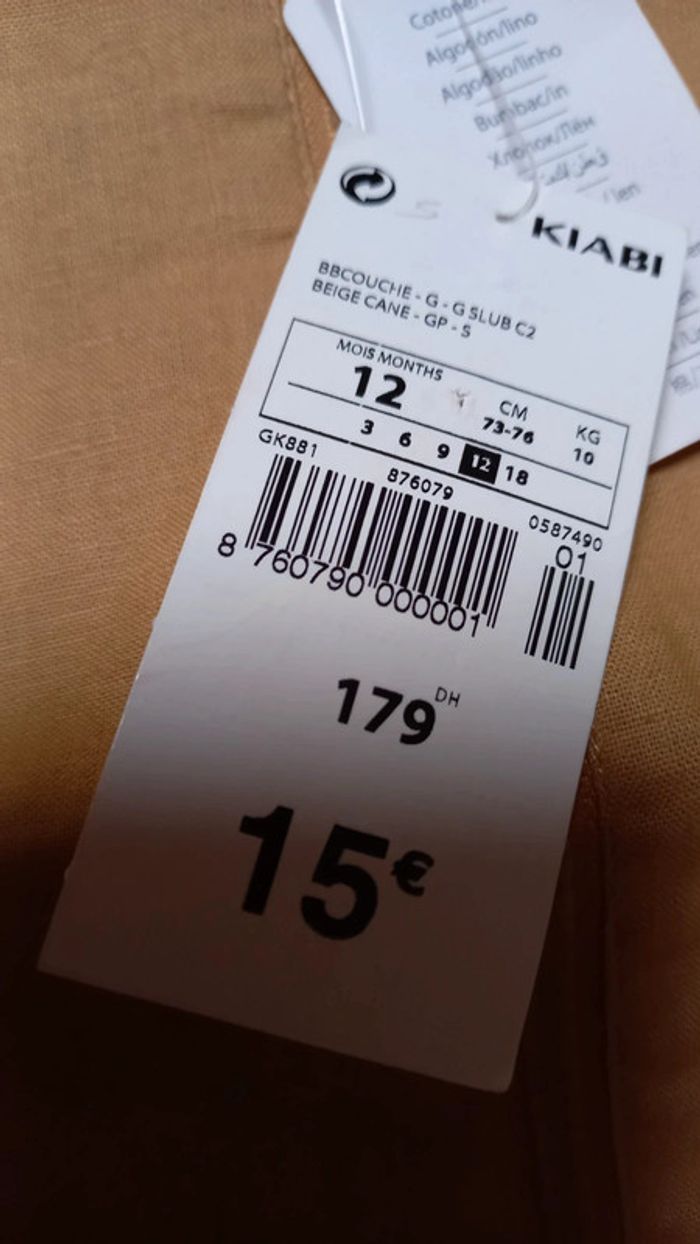 Algodón/lino
Algodão/linho
Bumbac/in
Хлопок/Лён
KIABI
BBCOUCHE - G - G SLUB C2
BEIGE CANE - GP - S
MOIS MONTHS
12
CM
73-76
KG
10
3 6 9 12 18
GK881
876079
0587490
01
8 760790 000001
179 DH
15€